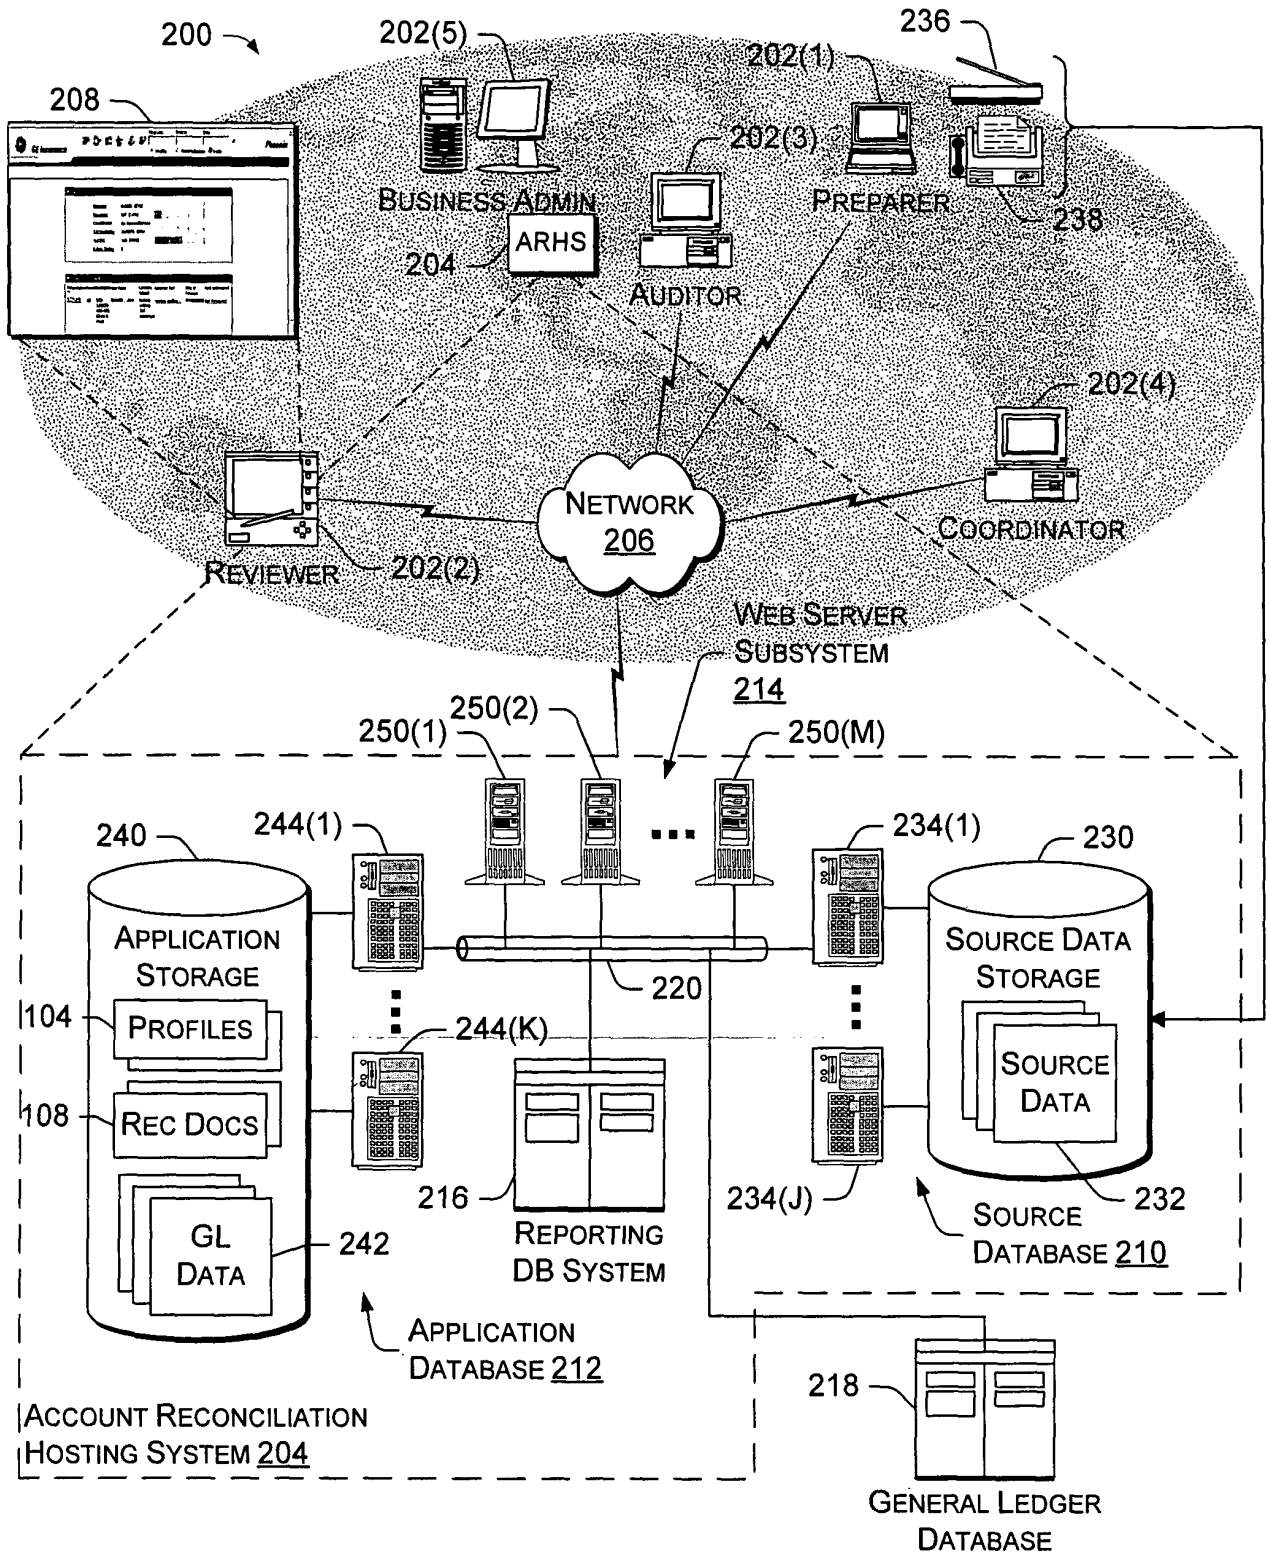 200
202(5)
202(1)
236
208
202(3)
BUSINESS ADMIN
PREPARER
238
204
ARHS
AUDITOR
202(4)
NETWORK
206
COORDINATOR
REVIEWER
202(2)
WEB SERVER
SUBSYSTEM
214
250(1)
250(2)
250(M)
240
244(1)
234(1)
230
APPLICATION
STORAGE
SOURCE DATA
STORAGE
220
104
PROFILES
244(K)
SOURCE
DATA
108
REC DOCS
216
234(J)
232
REPORTING
DB SYSTEM
SOURCE
DATABASE 210
GL
DATA
242
APPLICATION
DATABASE 212
218
ACCOUNT RECONCILIATION
HOSTING SYSTEM 204
GENERAL LEDGER
DATABASE